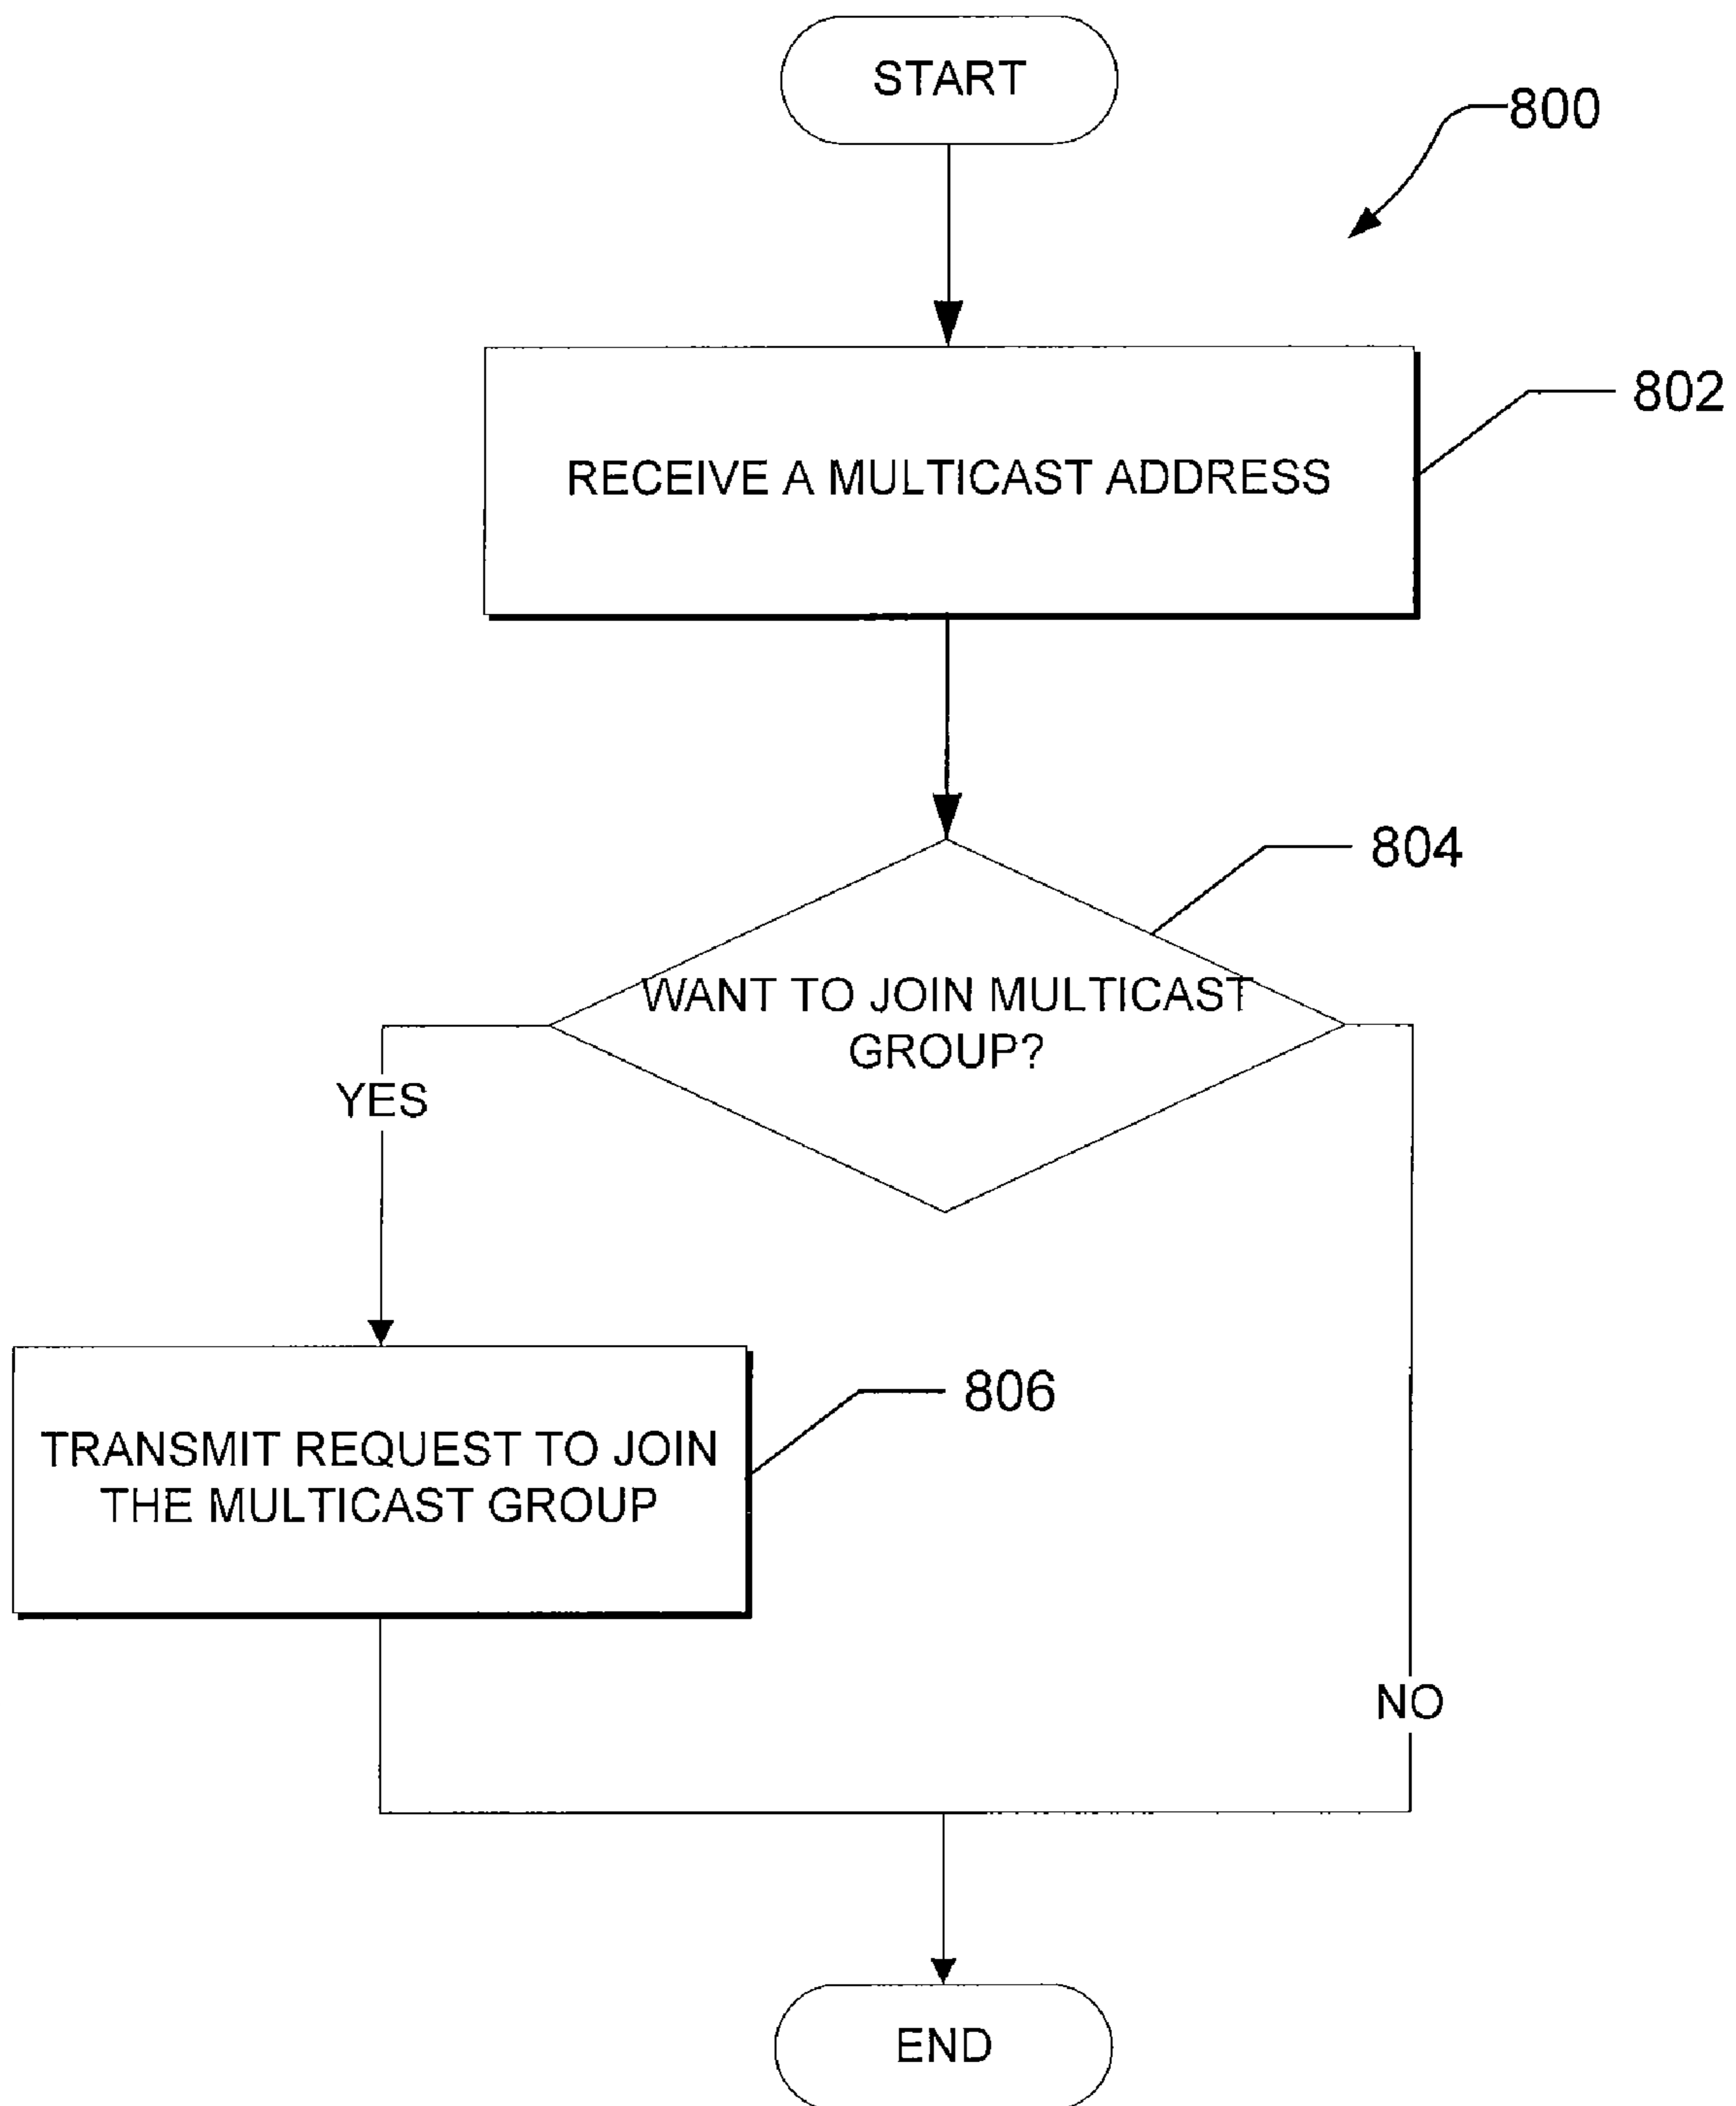 START
800
RECEIVE A MULTICAST ADDRESS
802
804
WANT TO JOIN MULTICAST
GROUP?
YES
806
TRANSMIT REQUEST TO JOIN
THE MULTICAST GROUP
NO
END